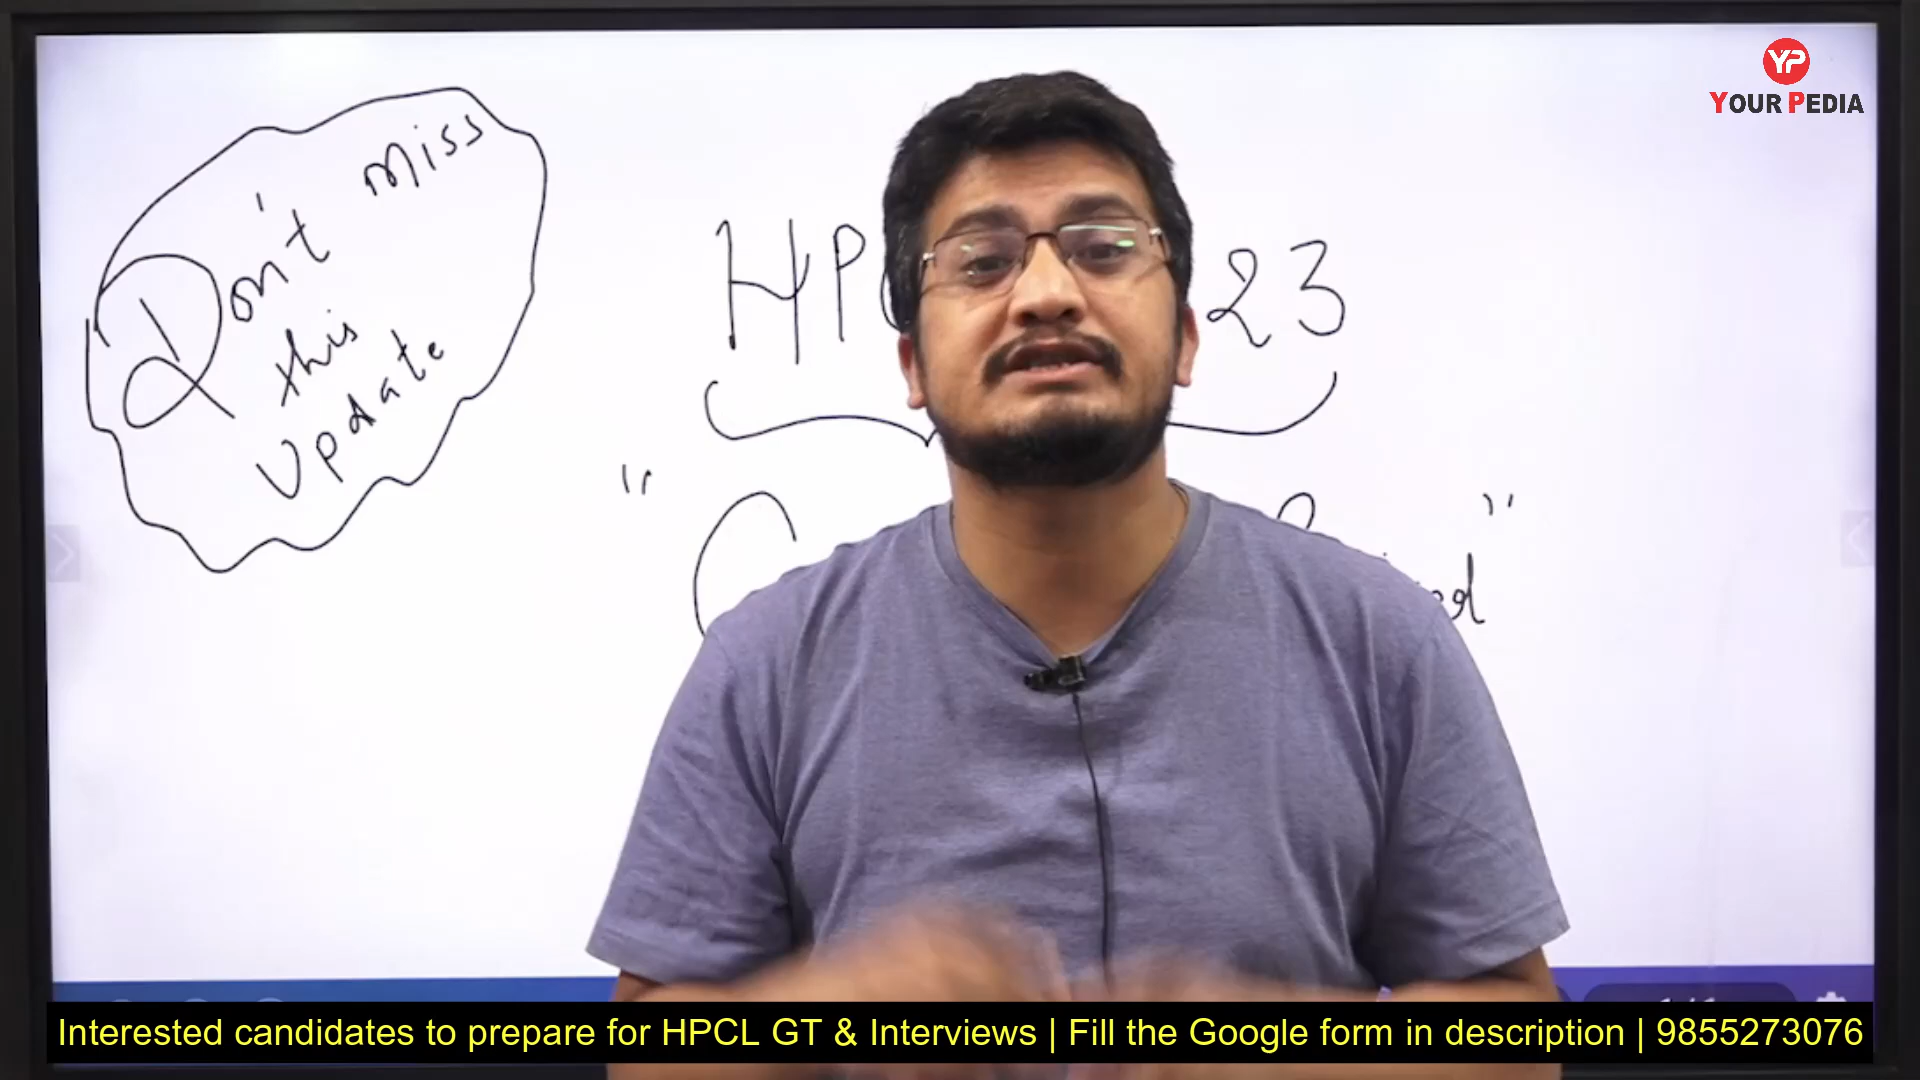 YP
YOUR PEDIA
Don't miss
this
update
HP 23
Interested candidates to prepare for HPCL GT & Interviews | Fill the Google form in description | 9855273076